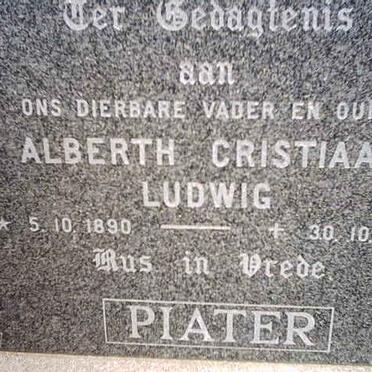 Ter Gedagtenis
aan
ONS DIERBARE VADER EN OU
ALBERTH CRISTIAA
LUDWIG
* 5.10.1890 — + 30.10.
Rus in Vrede
PIATER